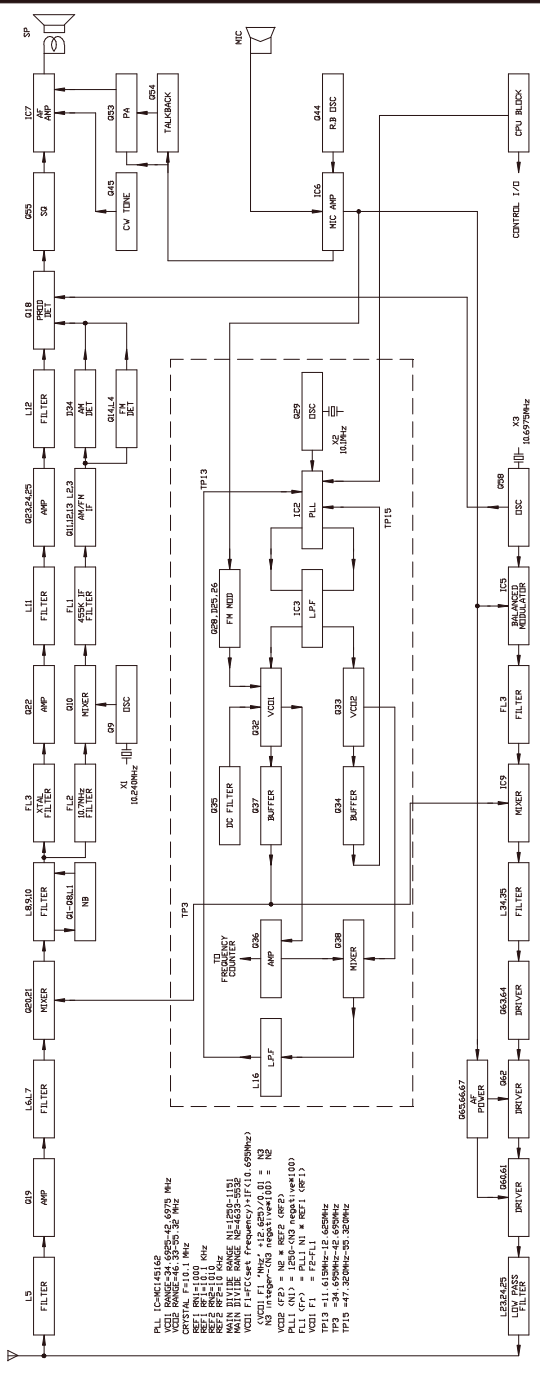 SP
IC7
AF AMP
Q53
PA
Q54
TALKBACK
Q55
SQ
Q45
CW TONE
Q18
PROD DET
L12
FILTER
D34
AM DET
Q14,L4
FM DET
Q23,24,25
AMP
Q11,12,13 L2,3
AM/FM IF
L11
FILTER
FL1
455K IF FILTER
Q22
AMP
Q10
MIXER
Q9
OSC
X1
10.240MHz
FL3
XTAL FILTER
FL2
10.7MHz FILTER
L8,9,10
FILTER
Q1-Q8,L1
NB
Q20,21
MIXER
L6,L7
FILTER
Q19
AMP
L5
FILTER
MIC
Q44
R.B OSC
IC6
MIC AMP
CPU BLOCK
CONTROL I/O
TP13
Q29
OSC
X2
10.1MHz
IC2
PLL
TP15
Q28,D25,26
FM MOD
IC3
L.P.F
Q32
VCO1
Q33
VCO2
Q35
DC FILTER
Q37
BUFFER
Q34
BUFFER
TP3
TO FREQUENCY COUNTER
Q36
AMP
Q38
MIXER
L16
L.P.F
X3
10.6975MHz
Q58
OSC
IC5
BALANCED MODULATOR
FL3
FILTER
IC9
MIXER
L34,35
FILTER
Q63,64
DRIVER
Q65,66,67
AF POWER
Q62
DRIVER
Q60,61
DRIVER
L23,24,25
LOW PASS FILTER
PLL IC=MC145162
VCO1 RANGE=34.6925-42.6975 MHz
VCO2 RANGE=46.33-55.32 MHz
CRYSTAL F=10.1 MHz
REF1 RN1=1000
REF1 RF1=10.1 KHz
REF2 RN2=1010
REF2 RF2=10 KHz
MAIN DIVIDE RANGE N1=1250-1151
MAIN DIVIDE RANGE N2=4633-5532
VCO1 F1=FC(set frequency)+IF(10.695Mhz)
(VCO1 F1 'MHz' +12.625)/0.01 = N3
N3 integer-(N3 negative*100) = N2
VCO2 (F2) = N2 * REF2 (RF2)
PLL1 (N1) = 1250-(N3 negative*100)
FL1 (Fr) = PLL1 N1 * REF1 (RF1)
VCO1 F1 = F2-FL1
TP13 =11.615MHz-12.625MHz
TP3 =34.695MHz-42.695MHz
TP15 =47.320MHz-55.320MHz